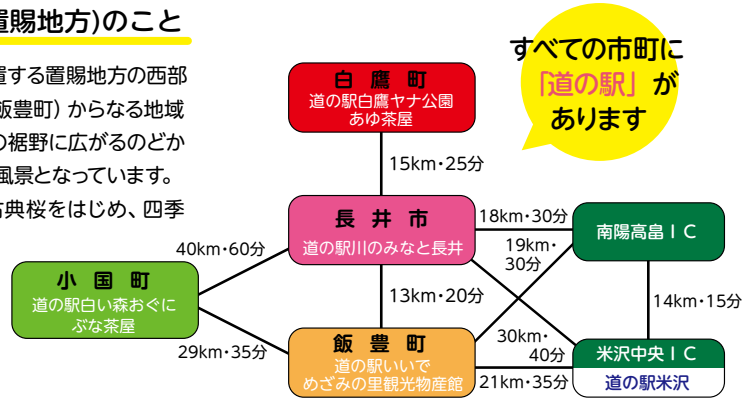 置賜地方)のこと
置する置賜地方の西部
飯豊町) からなる地域
の裾野に広がるのどか
風景となっています。
古典桜をはじめ、四季
すべての市町に
「道の駅」が
あります
白鷹町
道の駅白鷹ヤナ公園
あゆ茶屋
15km・25分
長井市
道の駅川のみなと長井
18km・30分
南陽高畠IC
19km・
30分
40km・60分
小国町
道の駅白い森おぐに
ぶな茶屋
13km・20分
14km・15分
29km・35分
飯豊町
道の駅いいで
めざみの里観光物産館
30km・
40分
21km・35分
米沢中央IC
道の駅米沢